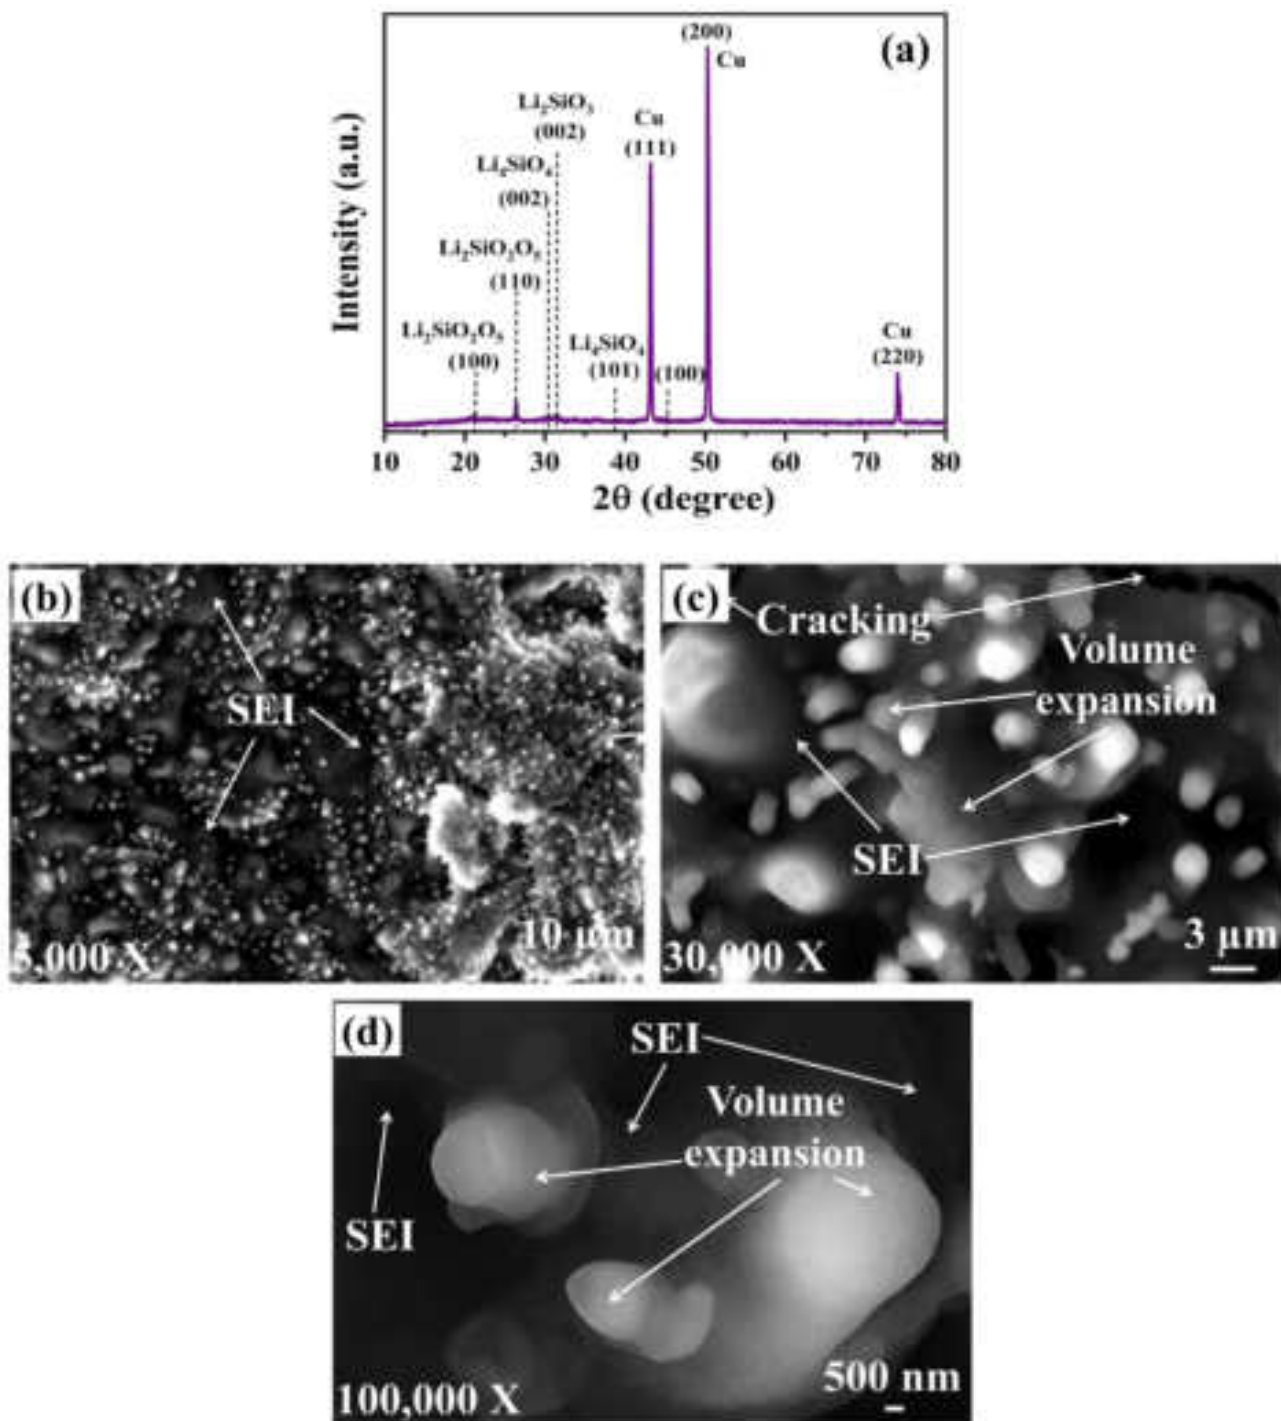 (a)
(200)
Cu
Li₂SiO₃
(002)
Cu
(111)
Li₄SiO₄
(002)
Li₂SiO₂O₅
(110)
Li₂SiO₂O₅
(100)
Li₄SiO₄
(101)
(100)
Cu
(220)
Intensity (a.u.)
10 20 30 40 50 60 70 80
2θ (degree)
(b)
SEI
5,000 X
10 μm
(c)
Cracking
Volume
expansion
SEI
30,000 X
3 μm
(d)
SEI
Volume
expansion
SEI
100,000 X
500 nm